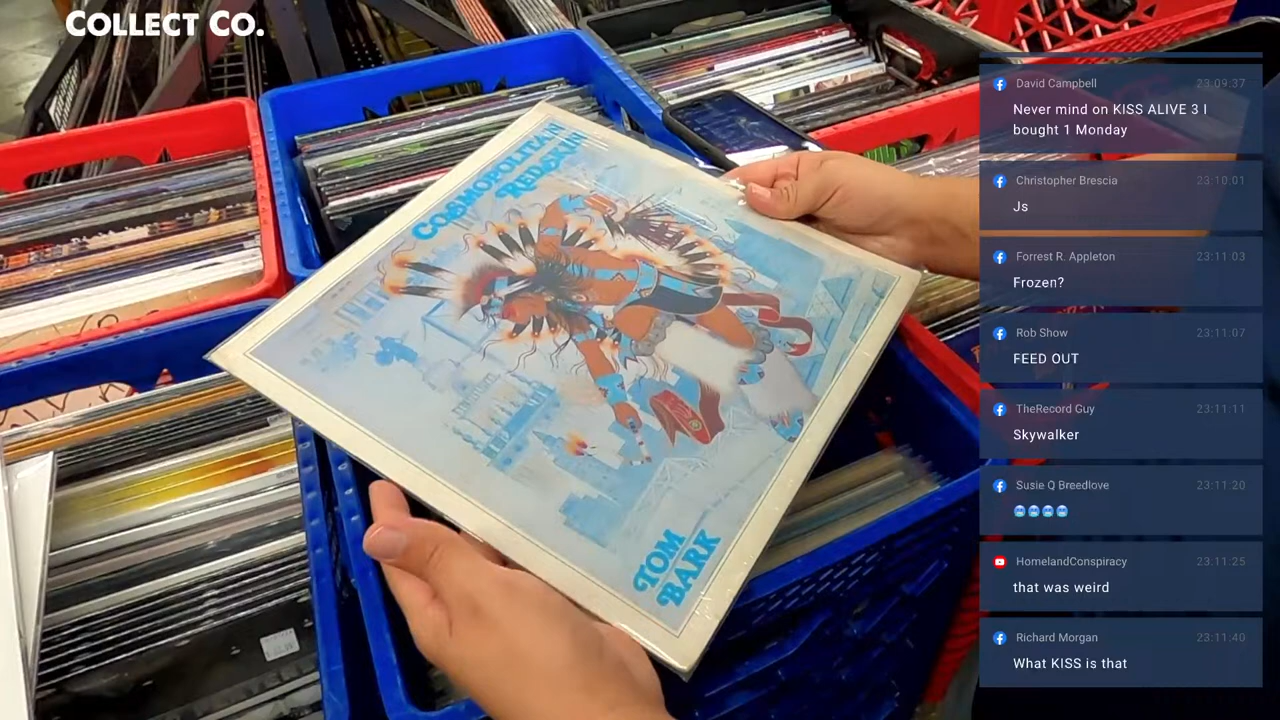 COLLECT CO.
COSMOPOLITAN
REDSKIN
TOM
BARK
David Campbell 23:09:37
Never mind on KISS ALIVE 3 I
bought 1 Monday
Christopher Brescia 23:10:01
Js
Forrest R. Appleton 23:11:03
Frozen?
Rob Show 23:11:07
FEED OUT
TheRecord Guy 23:11:11
Skywalker
Susie Q Breedlove 23:11:20
🥶🥶🥶🥶
HomelandConspiracy 23:11:25
that was weird
Richard Morgan 23:11:40
What KISS is that